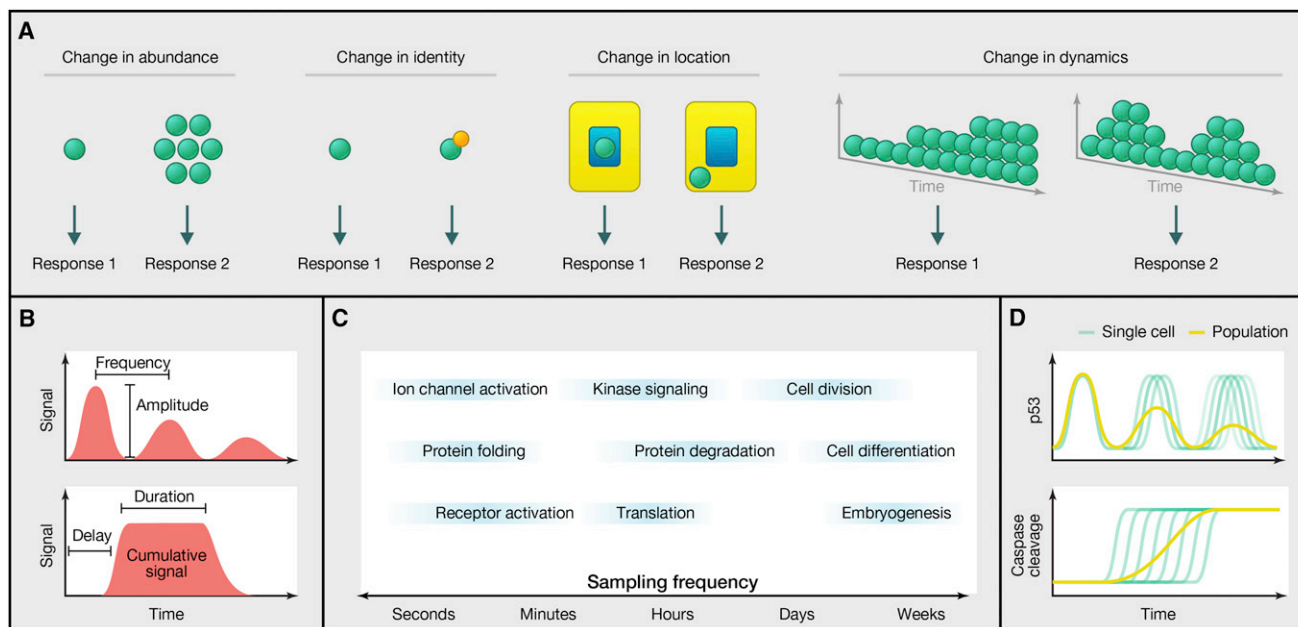 A
Change in abundance
Change in identity
Change in location
Change in dynamics
Time
Time
Response 1
Response 2
Response 1
Response 2
Response 1
Response 2
Response 1
Response 2
B
Frequency
Amplitude
Signal
Duration
Delay
Cumulative
signal
Signal
Time
C
Ion channel activation
Kinase signaling
Cell division
Protein folding
Protein degradation
Cell differentiation
Receptor activation
Translation
Embryogenesis
Sampling frequency
Seconds
Minutes
Hours
Days
Weeks
D
Single cell
Population
p53
Caspase
cleavage
Time